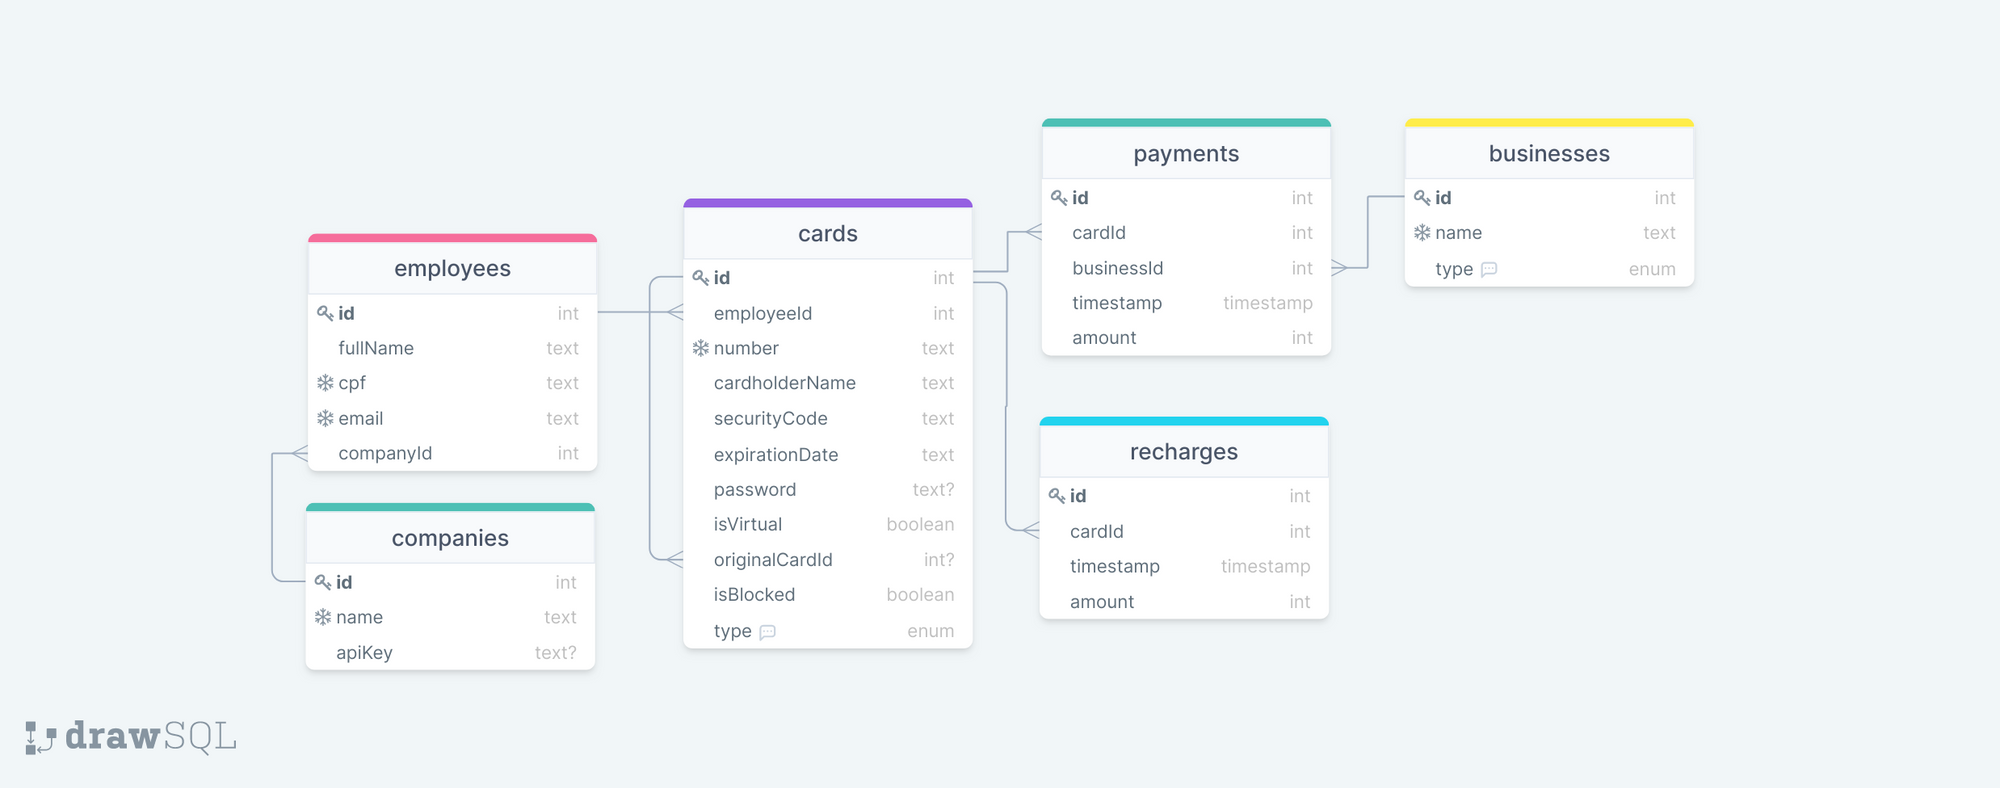 employees
id int
fullName text
cpf text
email text
companyId int
companies
id int
name text
apiKey text?
cards
id int
employeeId int
number text
cardholderName text
securityCode text
expirationDate text
password text?
isVirtual boolean
originalCardId int?
isBlocked boolean
type enum
payments
id int
cardId int
businessId int
timestamp timestamp
amount int
recharges
id int
cardId int
timestamp timestamp
amount int
businesses
id int
name text
type enum
drawSQL